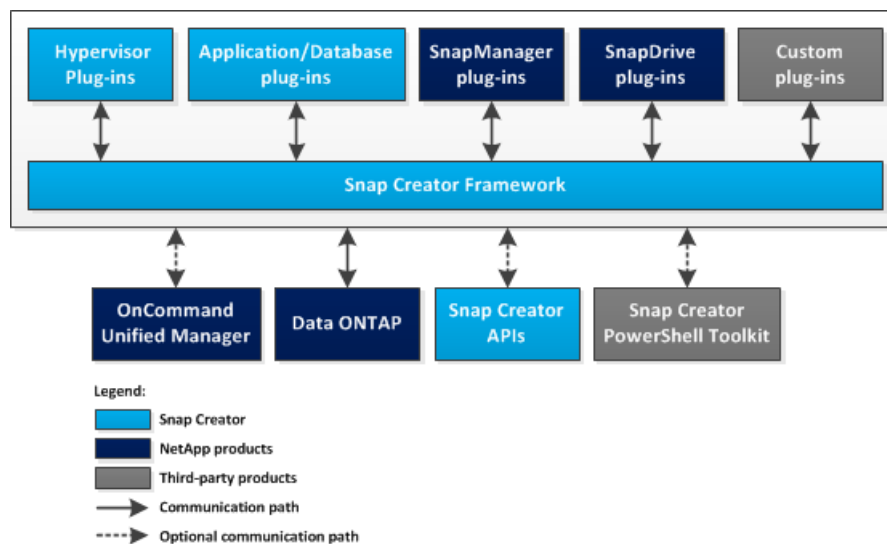 Hypervisor
Plug-ins
Application/Database
plug-ins
SnapManager
plug-ins
SnapDrive
plug-ins
Custom
plug-ins
Snap Creator Framework
OnCommand
Unified Manager
Data ONTAP
Snap Creator
APIs
Snap Creator
PowerShell Toolkit
Legend:
Snap Creator
NetApp products
Third-party products
Communication path
Optional communication path